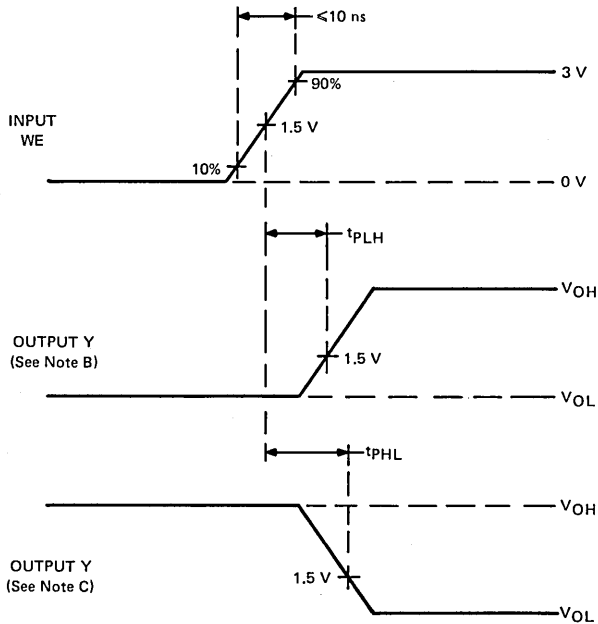 ≤10 ns
3 V
90%
INPUT
WE
1.5 V
10%
0 V
tPLH
VOH
OUTPUT Y
(See Note B)
1.5 V
VOL
tPHL
VOH
OUTPUT Y
(See Note C)
1.5 V
VOL